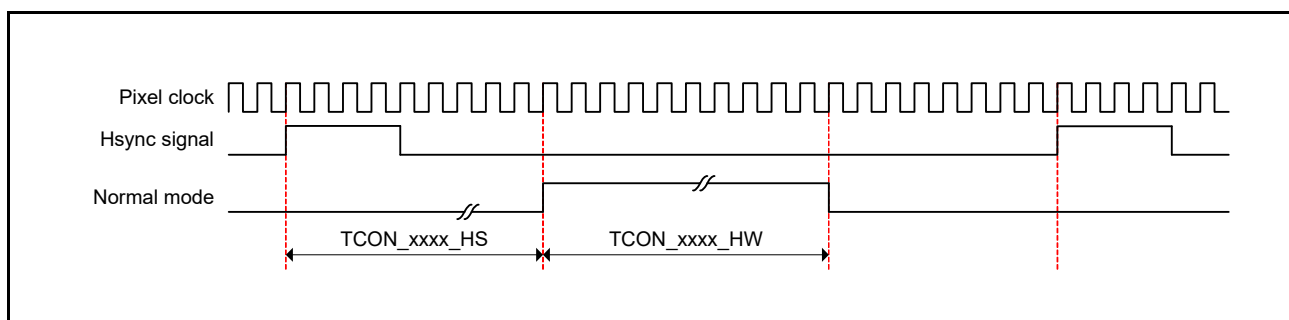 Pixel clock
Hsync signal
Normal mode
TCON_xxxx_HS TCON_xxxx_HW